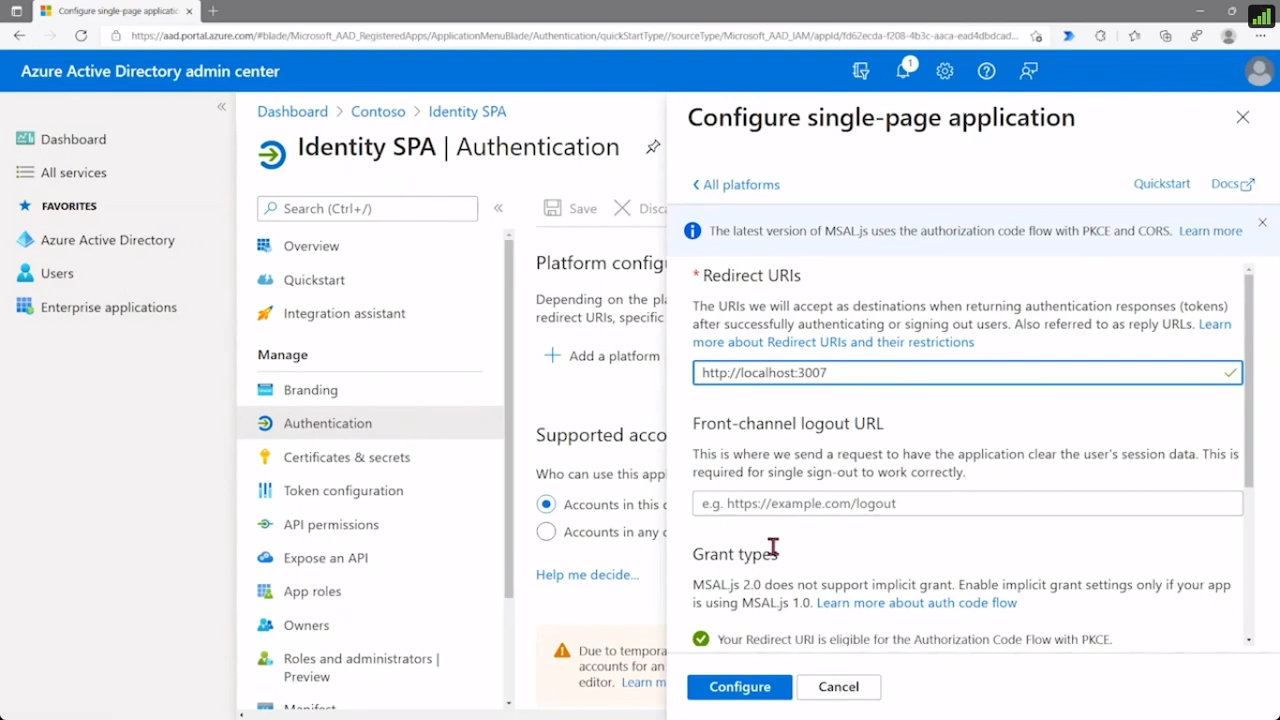 Configure single-page applicatio
https://aad.portal.azure.com/#blade/Microsoft_AAD_RegisteredApps/ApplicationMenuBlade/Authentication/quickStartType//sourceType/Microsoft_AAD_IAM/appId/fd62ecda-f208-4b3c-aaca-ead4dbdcad...
Azure Active Directory admin center
1
Dashboard
All services
FAVORITES
Azure Active Directory
Users
Enterprise applications
Dashboard > Contoso > Identity SPA
Identity SPA | Authentication
Search (Ctrl+/)
Overview
Quickstart
Integration assistant
Manage
Branding
Authentication
Certificates & secrets
Token configuration
API permissions
Expose an API
App roles
Owners
Roles and administrators |
Preview
Manifest
Save
Disca
Platform configu
Depending on the pla
redirect URIs, specific
Add a platform
Supported acco
Who can use this appl
Accounts in this o
Accounts in any o
Help me decide...
Due to tempora
accounts for an
editor. Learn m
Configure single-page application
All platforms
Quickstart
Docs
The latest version of MSAL.js uses the authorization code flow with PKCE and CORS. Learn more
* Redirect URIs
The URIs we will accept as destinations when returning authentication responses (tokens)
after successfully authenticating or signing out users. Also referred to as reply URLs. Learn
more about Redirect URIs and their restrictions
http://localhost:3007
Front-channel logout URL
This is where we send a request to have the application clear the user's session data. This is
required for single sign-out to work correctly.
e.g. https://example.com/logout
Grant types
MSAL.js 2.0 does not support implicit grant. Enable implicit grant settings only if your app
is using MSAL.js 1.0. Learn more about auth code flow
Your Redirect URI is eligible for the Authorization Code Flow with PKCE.
Configure
Cancel